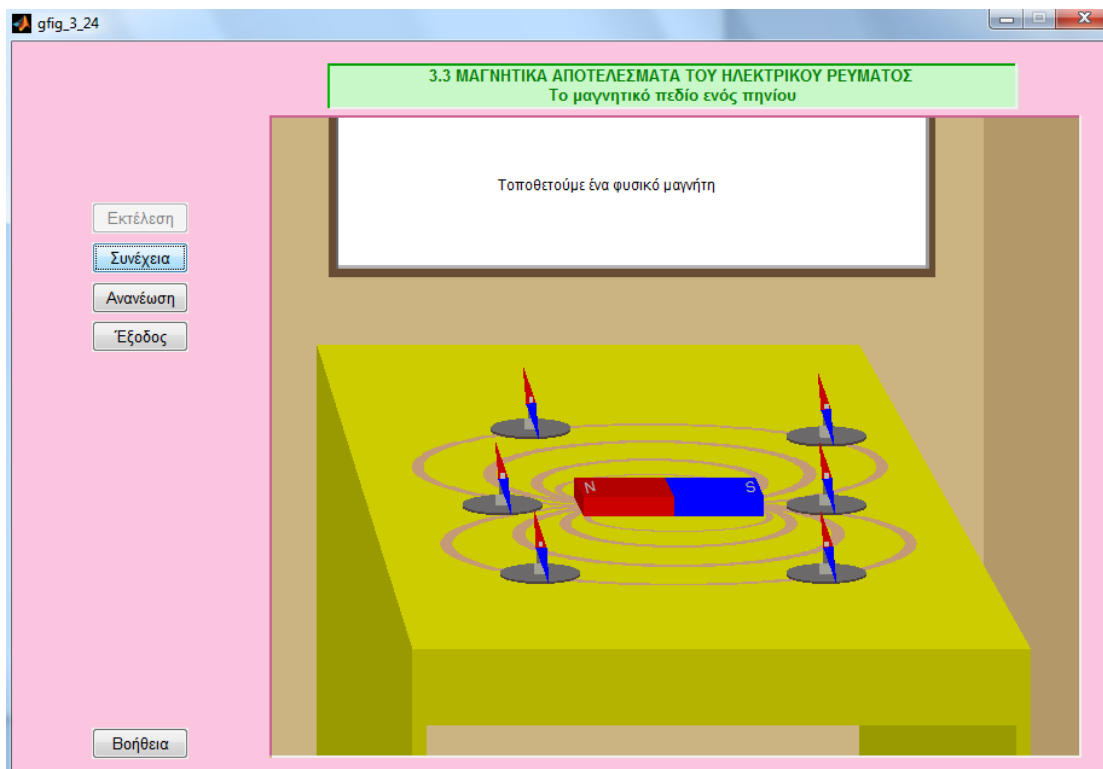 gfig_3_24
3.3 ΜΑΓΝΗΤΙΚΑ ΑΠΟΤΕΛΕΣΜΑΤΑ ΤΟΥ ΗΛΕΚΤΡΙΚΟΥ ΡΕΥΜΑΤΟΣ
Το μαγνητικό πεδίο ενός πηνίου
Τοποθετούμε ένα φυσικό μαγνήτη
Εκτέλεση
Συνέχεια
Ανανέωση
Έξοδος
N S
Βοήθεια